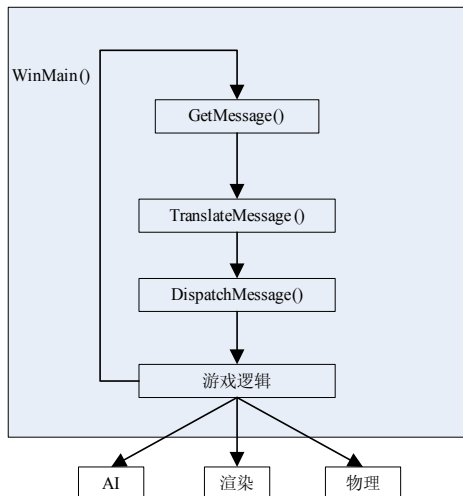 WinMain()
GetMessage()
TranslateMessage()
DispatchMessage()
游戏逻辑
AI
渲染
物理